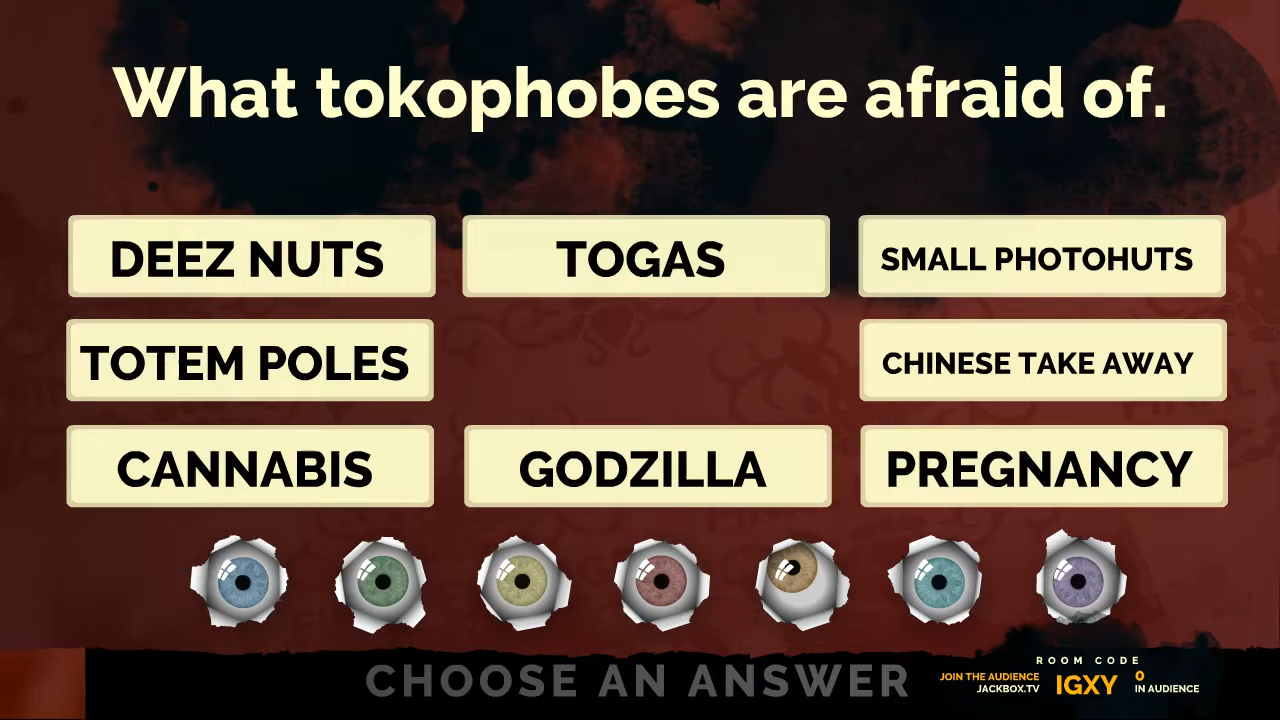 What tokophobes are afraid of.
DEEZ NUTS
TOGAS
SMALL PHOTOHUTS
TOTEM POLES
CHINESE TAKE AWAY
CANNABIS
GODZILLA
PREGNANCY
CHOOSE AN ANSWER
ROOM CODE
JOIN THE AUDIENCE
JACKBOX.TV
IGXY
0
IN AUDIENCE